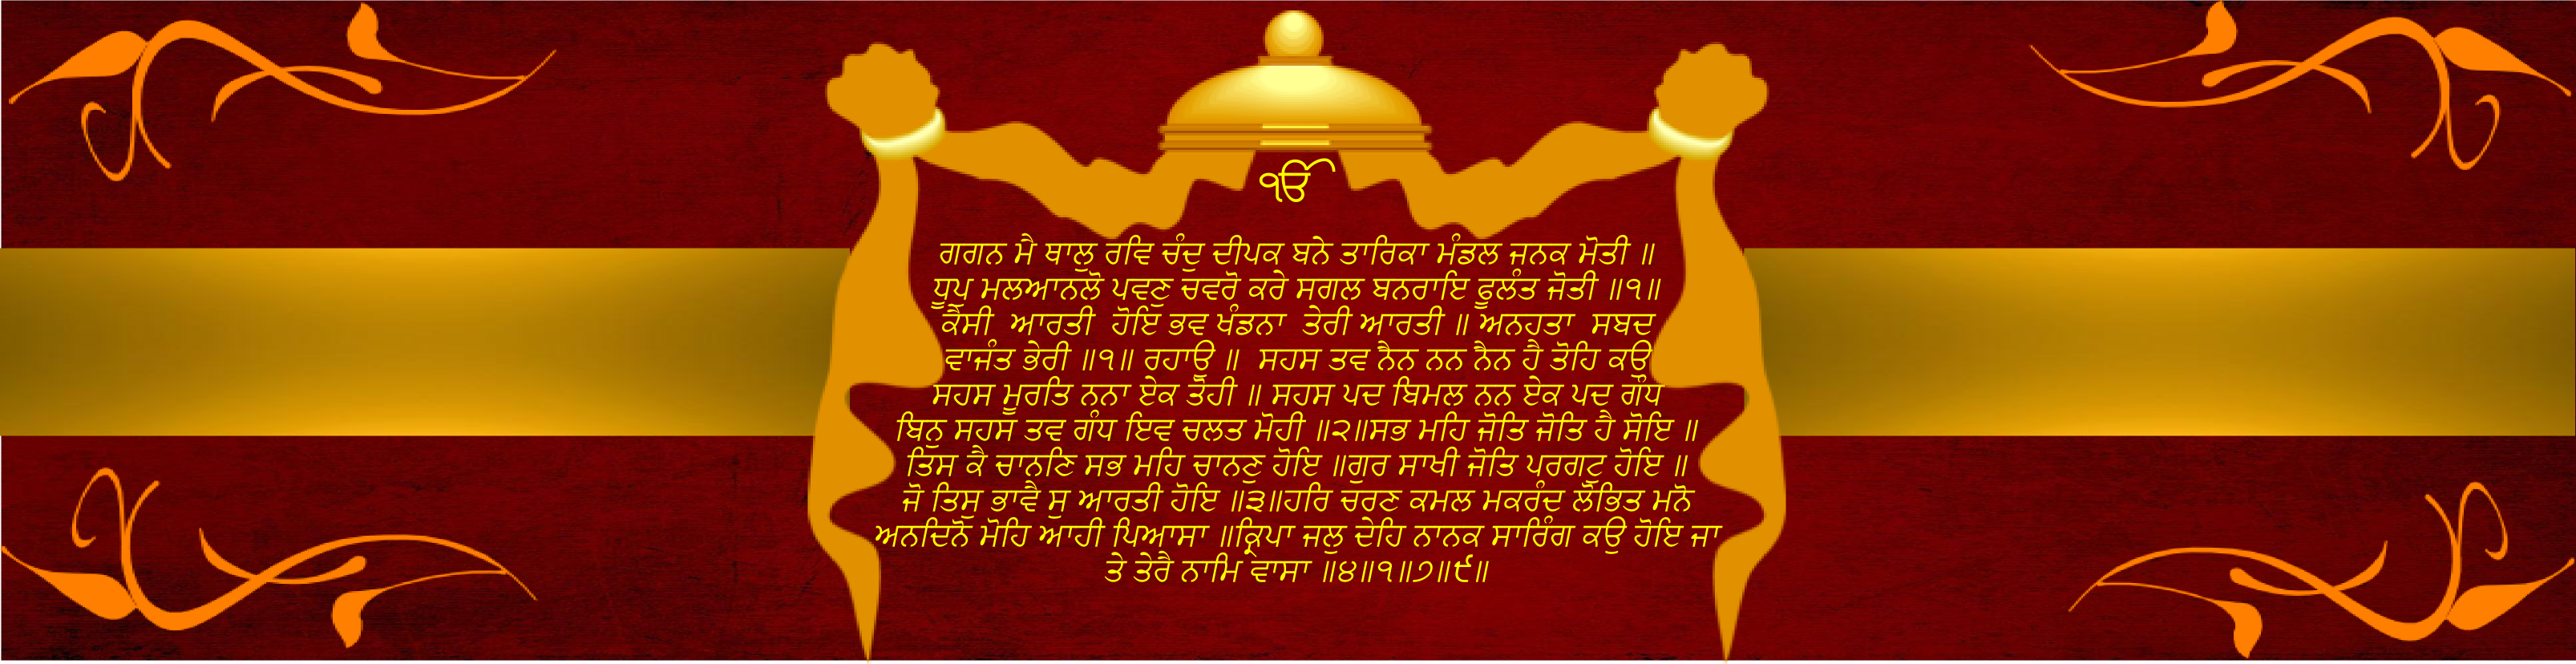 ੴ
ਗਗਨ ਮੈ ਥਾਲੁ ਰਵਿ ਚੰਦੁ ਦੀਪਕ ਬਨੇ ਤਾਰਿਕਾ ਮੰਡਲ ਜਨਕ ਮੋਤੀ ॥
ਧੂਪੁ ਮਲਆਨਲੋ ਪਵਣੁ ਚਵਰੋ ਕਰੇ ਸਗਲ ਬਨਰਾਇ ਫੂਲੰਤ ਜੋਤੀ ॥੧॥
ਕੈਸੀ ਆਰਤੀ ਹੋਇ ਭਵ ਖੰਡਨਾ ਤੇਰੀ ਆਰਤੀ ॥ ਅਨਹਤਾ ਸਬਦ
ਵਾਜੰਤ ਭੇਰੀ ॥੧॥ ਰਹਾਉ ॥ ਸਹਸ ਤਵ ਨੈਨ ਨਨ ਨੈਨ ਹੈ ਤੋਹਿ ਕਉ
ਸਹਸ ਮੂਰਤਿ ਨਨਾ ਏਕ ਤੋਹੀ ॥ ਸਹਸ ਪਦ ਬਿਮਲ ਨਨ ਏਕ ਪਦ ਗੰਧ
ਬਿਨੁ ਸਹਸ ਤਵ ਗੰਧ ਇਵ ਚਲਤ ਮੋਹੀ ॥੨॥ਸਭ ਮਹਿ ਜੋਤਿ ਜੋਤਿ ਹੈ ਸੋਇ ॥
ਤਿਸ ਕੈ ਚਾਨਣਿ ਸਭ ਮਹਿ ਚਾਨਣੁ ਹੋਇ ॥ਗੁਰ ਸਾਖੀ ਜੋਤਿ ਪਰਗਟੁ ਹੋਇ ॥
ਜੋ ਤਿਸੁ ਭਾਵੈ ਸੁ ਆਰਤੀ ਹੋਇ ॥੩॥ਹਰਿ ਚਰਣ ਕਮਲ ਮਕਰੰਦ ਲੋਭਿਤ ਮਨੋ
ਅਨਦਿਨੋ ਮੋਹਿ ਆਹੀ ਪਿਆਸਾ ॥ਕ੍ਰਿਪਾ ਜਲੁ ਦੇਹਿ ਨਾਨਕ ਸਾਰਿੰਗ ਕਉ ਹੋਇ ਜਾ
ਤੇ ਤੇਰੈ ਨਾਮਿ ਵਾਸਾ ॥੪॥੧॥੭॥੯॥